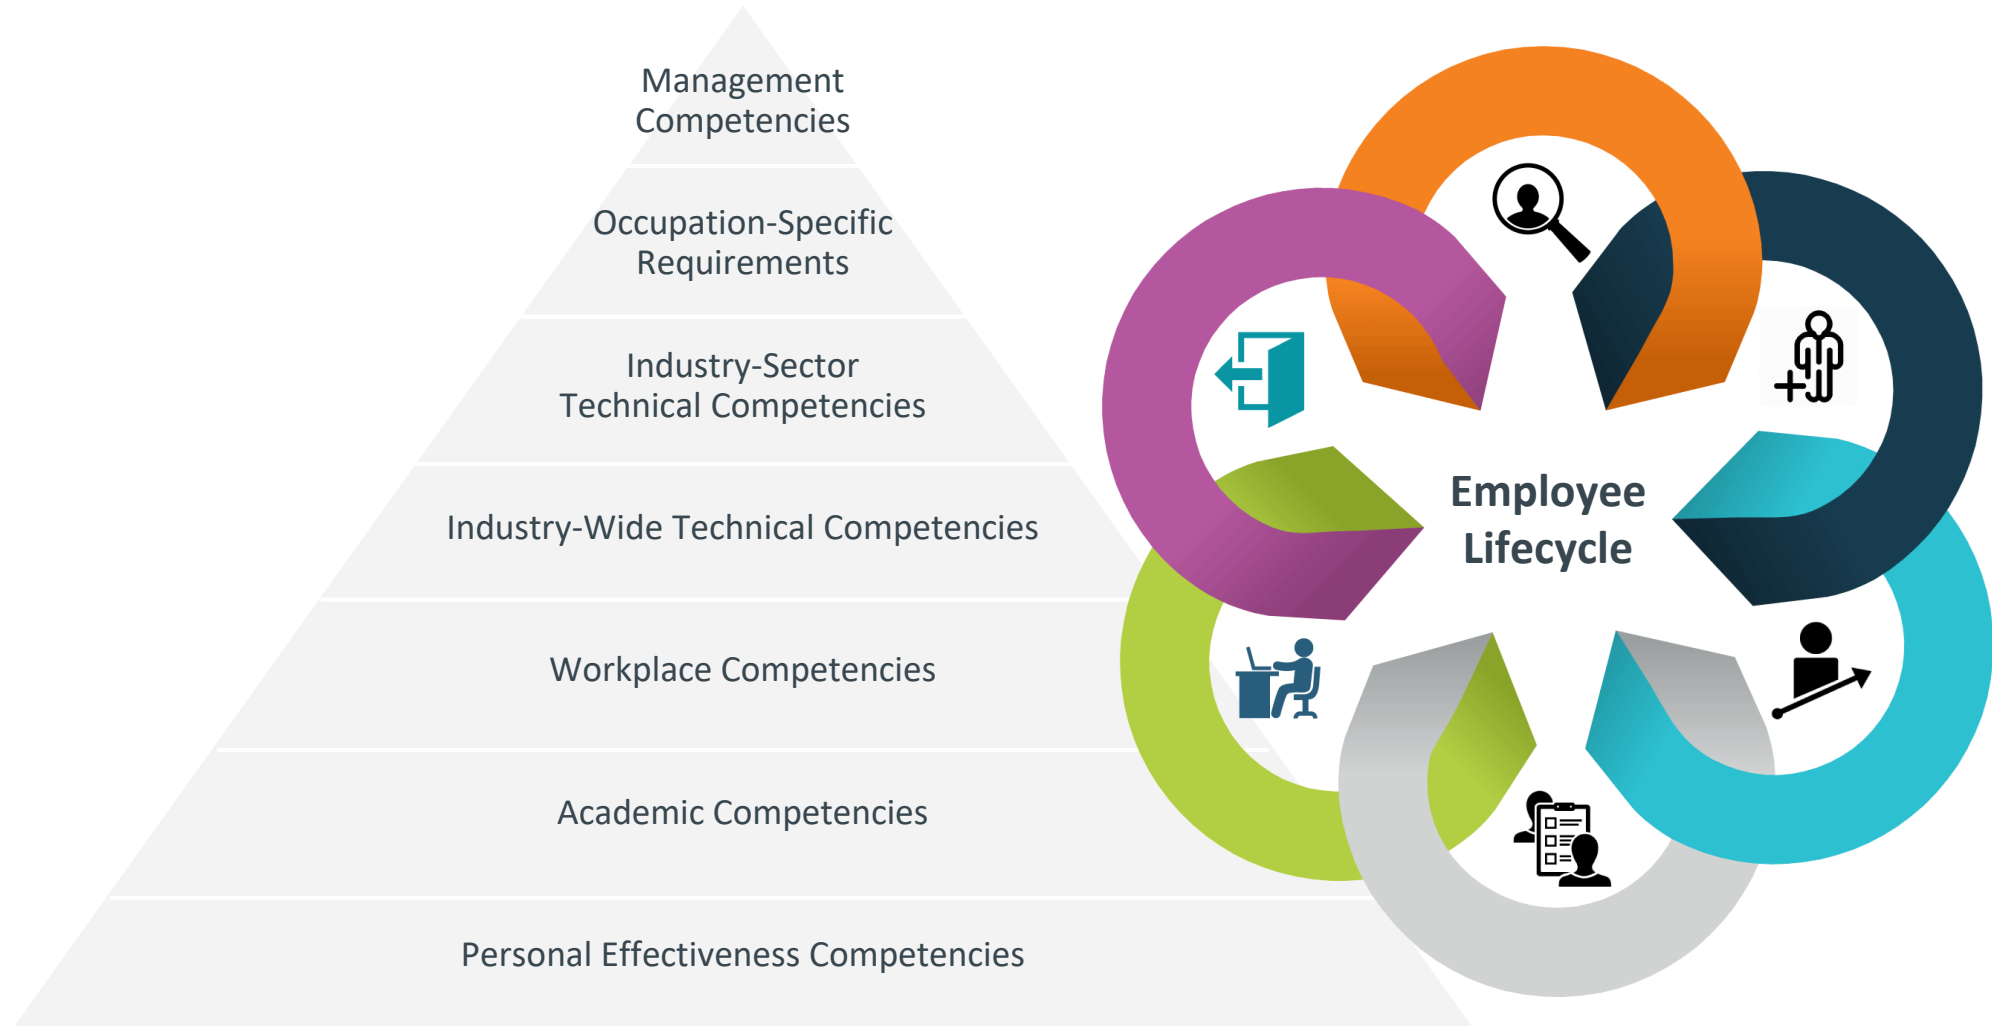 Management
Competencies
Occupation-Specific
Requirements
Industry-Sector
Technical Competencies
Industry-Wide Technical Competencies
Workplace Competencies
Academic Competencies
Personal Effectiveness Competencies
Employee
Lifecycle